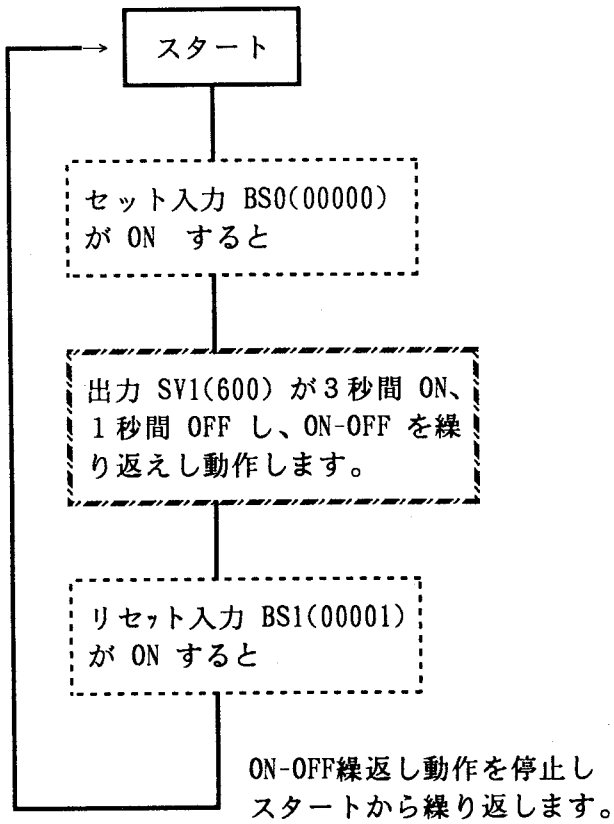 スタート
セット入力 BS0(00000)
が ON すると
出力 SV1(600) が3秒間 ON、
1秒間 OFF し、ON-OFF を繰
り返えし動作します。
リセット入力 BS1(00001)
が ON すると
ON-OFF繰返し動作を停止し
スタートから繰り返します。